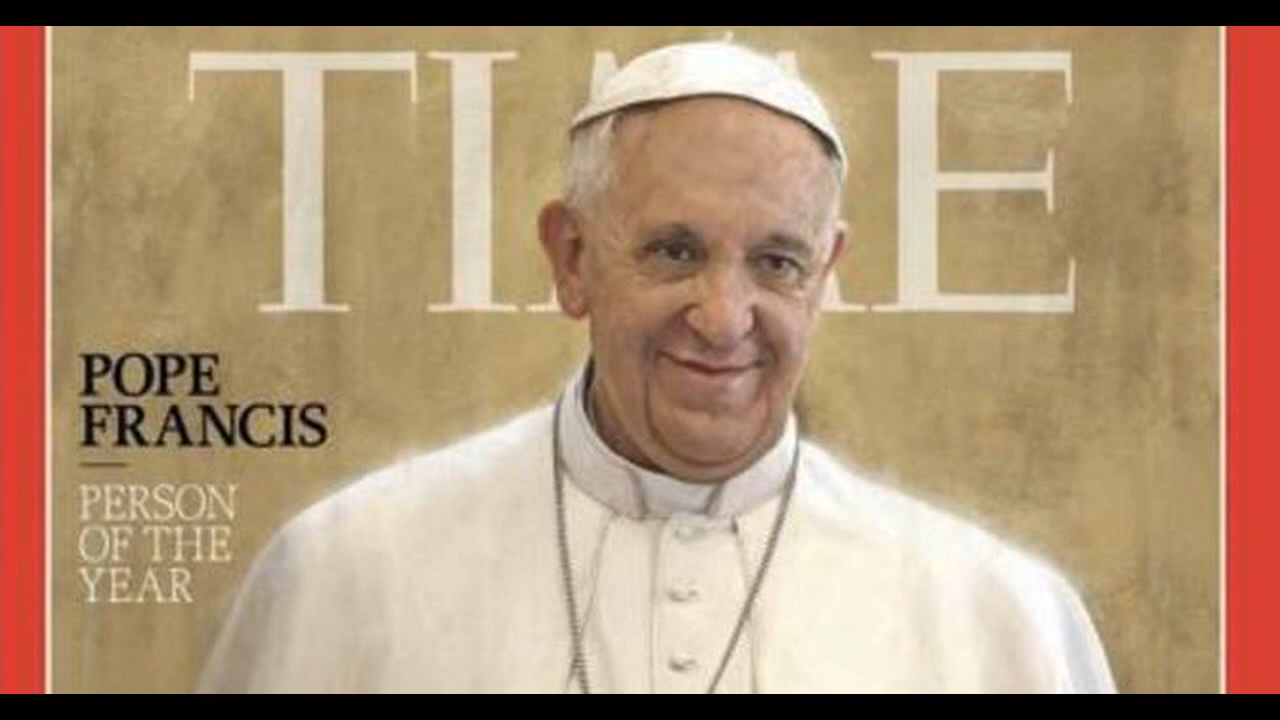 TIME
POPE
FRANCIS
PERSON
OF THE
YEAR